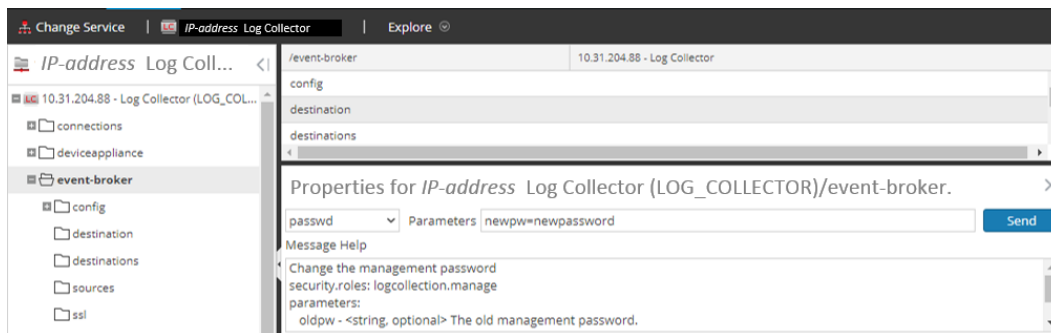 Change Service | LC IP-address Log Collector | Explore
IP-address Log Coll...
/event-broker 10.31.204.88 - Log Collector
config
LC 10.31.204.88 - Log Collector (LOG_COL...
destination
connections
destinations
deviceappliance
event-broker
Properties for IP-address Log Collector (LOG_COLLECTOR)/event-broker.
config
passwd Parameters newpw=newpassword Send
destination
Message Help
destinations
Change the management password
security.roles: logcollection.manage
sources
parameters:
ssl
oldpw - <string, optional> The old management password.